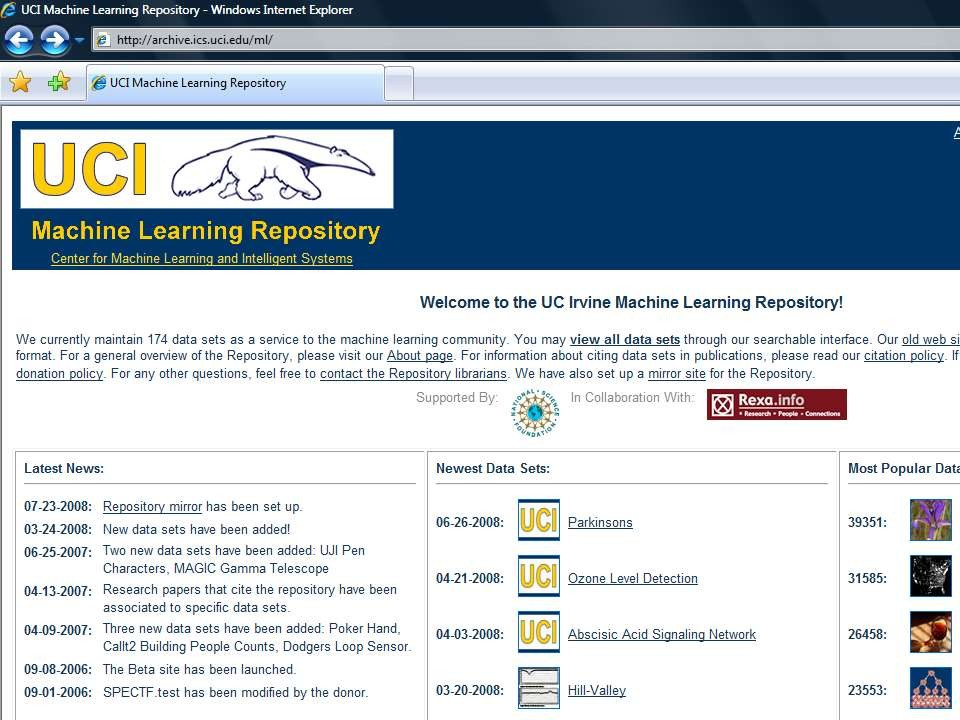 UCI Machine Learning Repository - Windows Internet Explorer
http://archive.ics.uci.edu/ml/
UCI Machine Learning Repository
UCI
Machine Learning Repository
Center for Machine Learning and Intelligent Systems
Welcome to the UC Irvine Machine Learning Repository!
We currently maintain 174 data sets as a service to the machine learning community. You may view all data sets through our searchable interface. Our old web si
format. For a general overview of the Repository, please visit our About page. For information about citing data sets in publications, please read our citation policy. If
donation policy. For any other questions, feel free to contact the Repository librarians. We have also set up a mirror site for the Repository.
Supported By: NATIONAL SCIENCE FOUNDATION In Collaboration With: Rexa.info
• Research • People • Connections
Latest News:
07-23-2008: Repository mirror has been set up.
03-24-2008: New data sets have been added!
06-25-2007: Two new data sets have been added: UJI Pen
Characters, MAGIC Gamma Telescope
04-13-2007: Research papers that cite the repository have been
associated to specific data sets.
04-09-2007: Three new data sets have been added: Poker Hand,
CalIt2 Building People Counts, Dodgers Loop Sensor.
09-08-2006: The Beta site has been launched.
09-01-2006: SPECTF.test has been modified by the donor.
Newest Data Sets:
06-26-2008: UCI Parkinsons
04-21-2008: UCI Ozone Level Detection
04-03-2008: UCI Abscisic Acid Signaling Network
03-20-2008: Hill-Valley
Most Popular Data
39351:
31585:
26458:
23553: